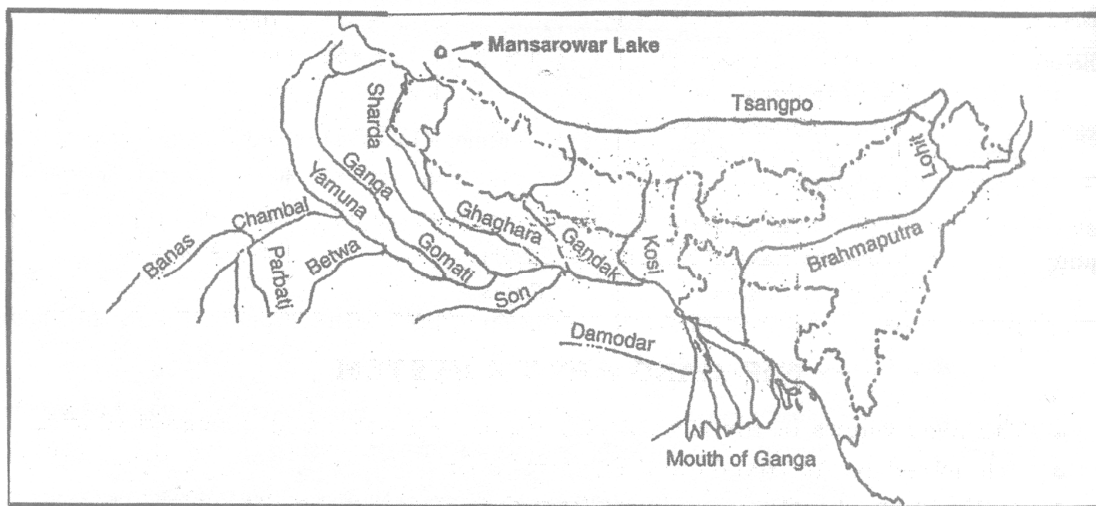 Mansarowar Lake
Tsangpo
Sharda
Lohit
Ganga
Yamuna
Chambal
Banas
Parbati
Betwa
Ghaghara
Gomati
Gandak
Kosi
Brahmaputra
Son
Damodar
Mouth of Ganga